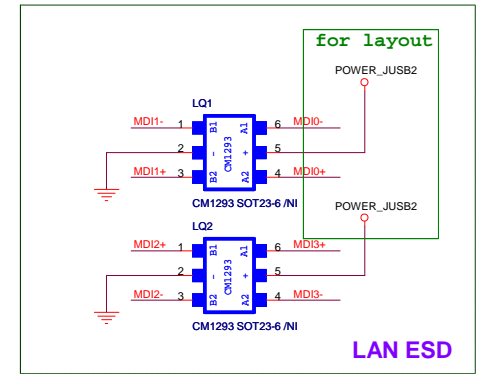 for layout
POWER_JUSB2
LQ1
MDI1- 1 B1 A1 6 MDI0-
2 - CM1293 + 5
MDI1+ 3 B2 A2 4 MDI0+
CM1293 SOT23-6 /NI
POWER_JUSB2
LQ2
MDI2+ 1 B1 A1 6 MDI3+
2 - CM1293 + 5
MDI2- 3 B2 A2 4 MDI3-
CM1293 SOT23-6 /NI
LAN ESD